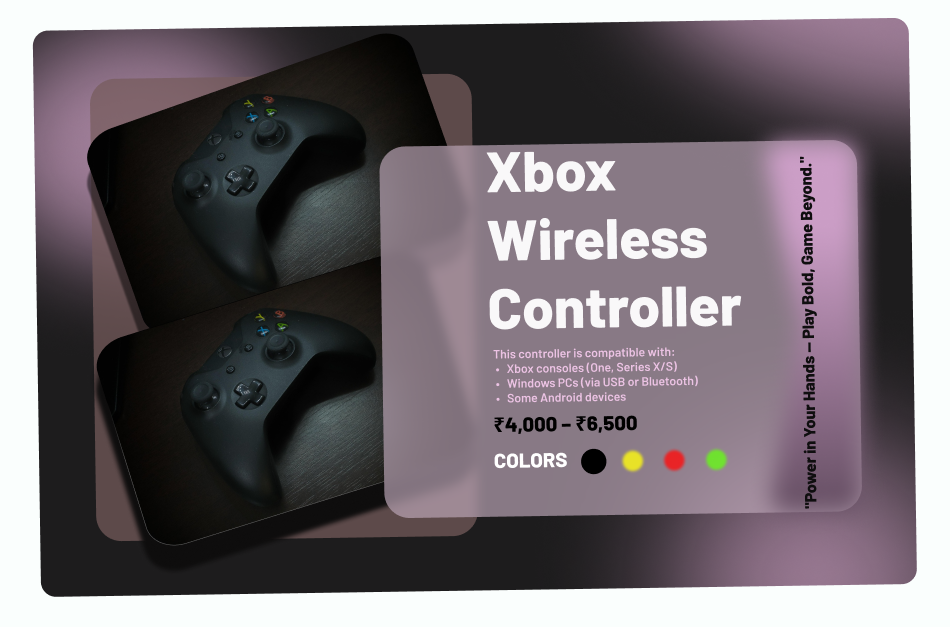 Xbox
Wireless
Controller
This controller is compatible with:
• Xbox consoles (One, Series X/S)
• Windows PCs (via USB or Bluetooth)
• Some Android devices
₹4,000 – ₹6,500
COLORS
"Power in Your Hands – Play Bold, Game Beyond."